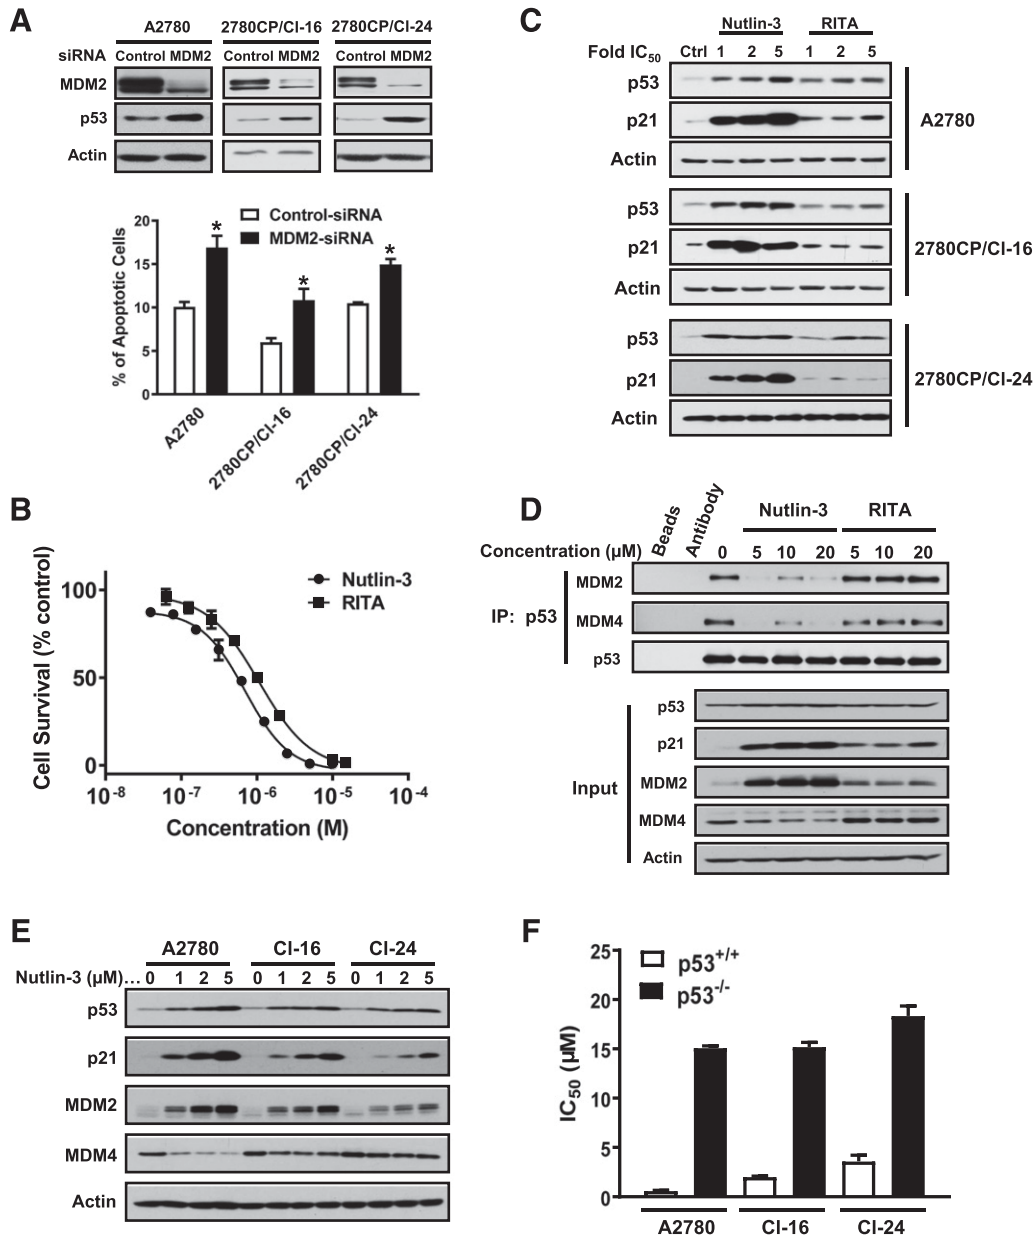 A
A2780 2780CP/CI-16 2780CP/CI-24
siRNA Control MDM2 Control MDM2 Control MDM2
MDM2
p53
Actin
% of Apoptotic Cells
20
15
10
5
0
Control-siRNA
MDM2-siRNA
* * *
A2780
2780CP/CI-16
2780CP/CI-24
B
Cell Survival (% control)
100
50
0
Nutlin-3
RITA
10⁻⁸ 10⁻⁷ 10⁻⁶ 10⁻⁵ 10⁻⁴
Concentration (M)
C
Nutlin-3 RITA
Fold IC₅₀ Ctrl 1 2 5 1 2 5
p53
p21
Actin
A2780
p53
p21
Actin
2780CP/CI-16
p53
p21
Actin
2780CP/CI-24
D
Beads
Antibody
Nutlin-3 RITA
Concentration (µM) 0 5 10 20 5 10 20
IP: p53
MDM2
MDM4
p53
Input
p53
p21
MDM2
MDM4
Actin
E
A2780 CI-16 CI-24
Nutlin-3 (µM)... 0 1 2 5 0 1 2 5 0 1 2 5
p53
p21
MDM2
MDM4
Actin
F
IC₅₀ (µM)
25
20
15
10
5
0
p53⁺/⁺
p53⁻/⁻
A2780 CI-16 CI-24